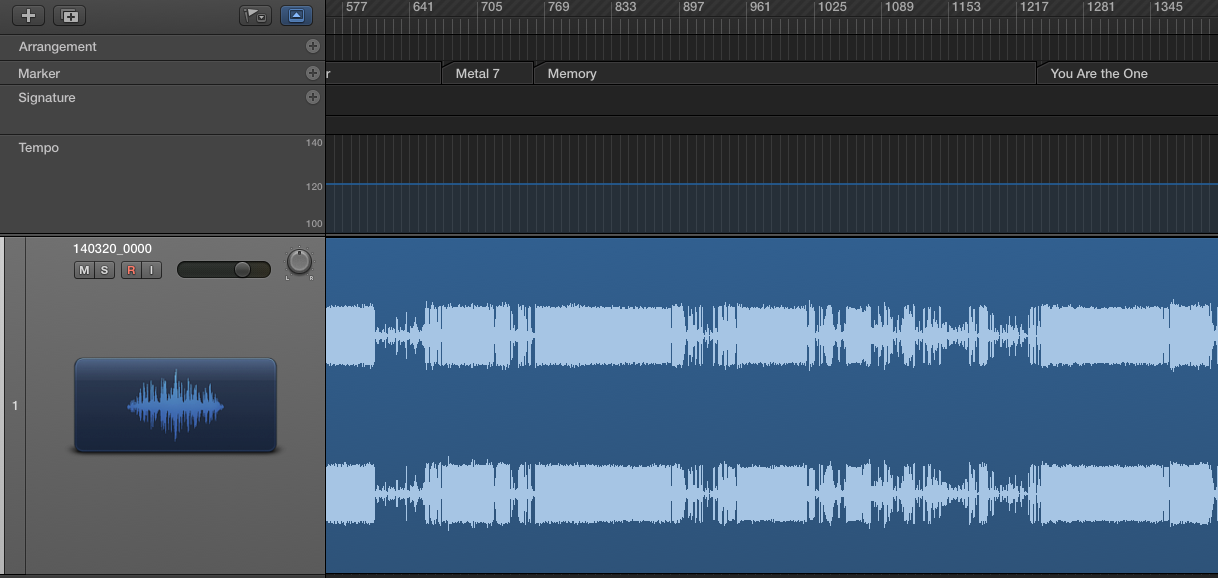 577 641 705 769 833 897 961 1025 1089 1153 1217 1281 1345
Arrangement
Marker r Metal 7 Memory You Are the One
Signature
Tempo 140
120
100
140320_0000
M S R I
L R
1